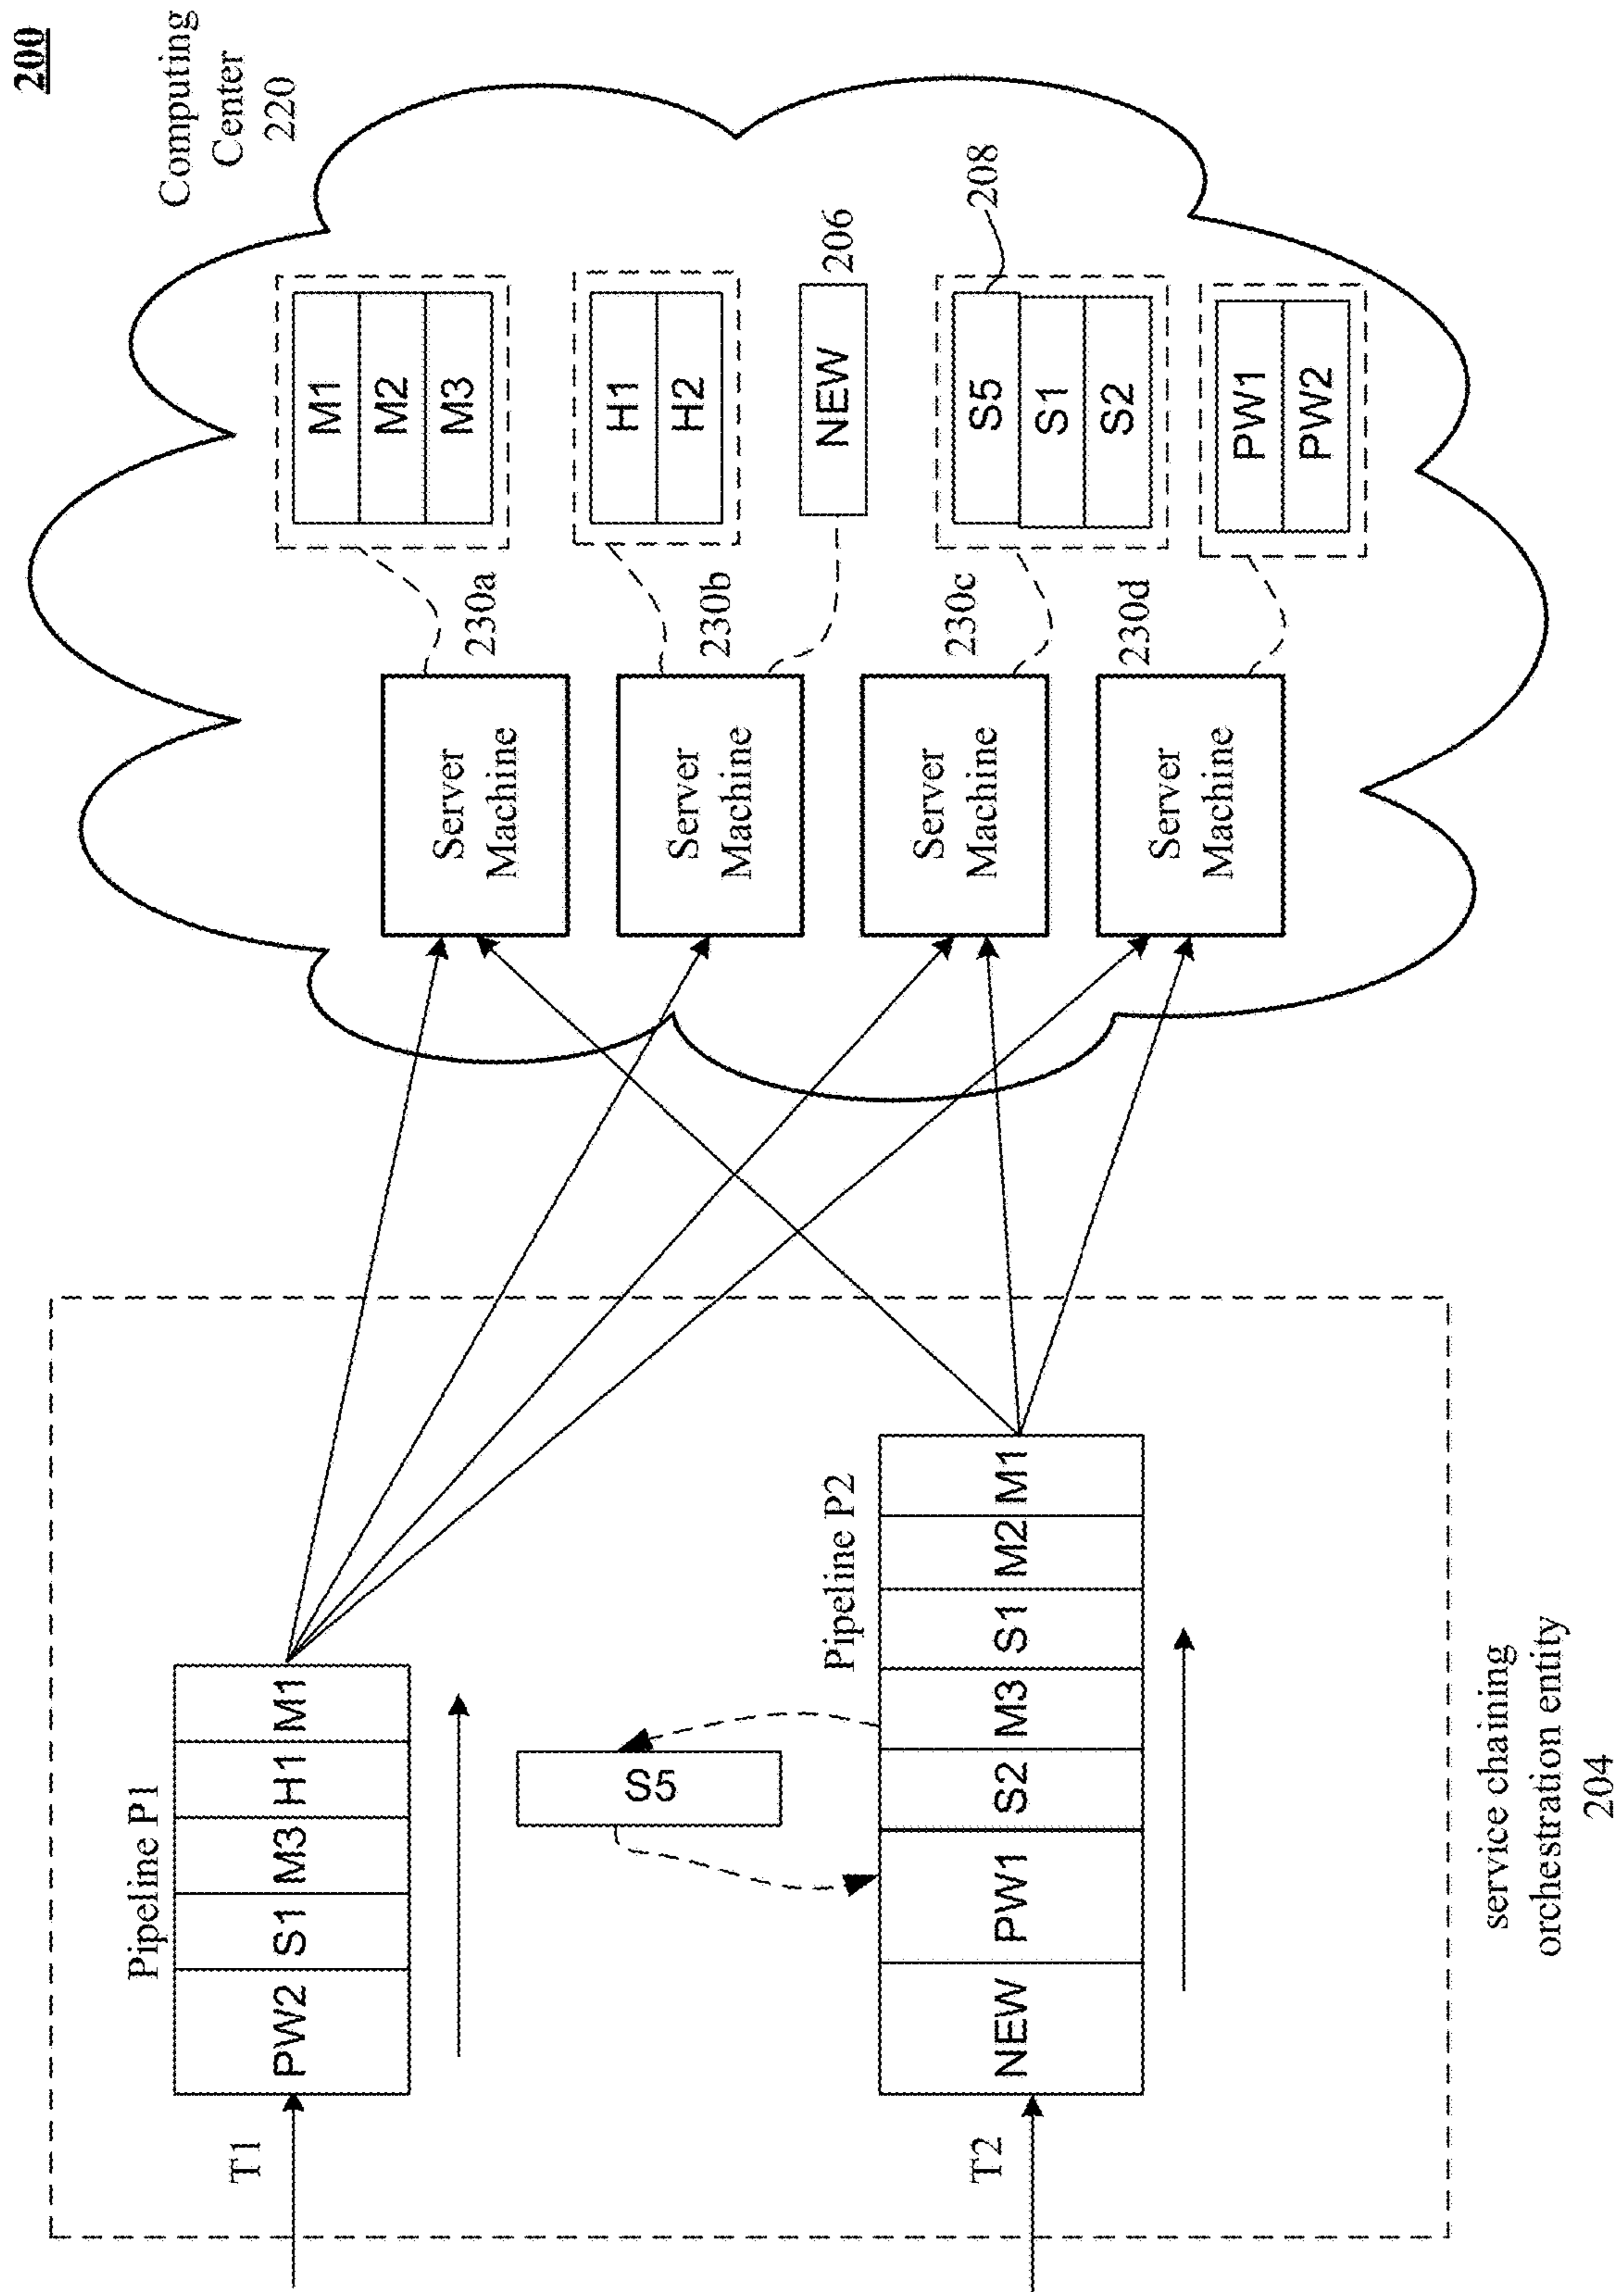 200
Computing
Center
220
Pipeline P1
T1
PW2
S1
M3
H1
M1
S5
Pipeline P2
T2
NEW
PW1
S2
M3
S1
M2
M1
service chaining
orchestration entity
204
Server
Machine
230a
M1
M2
M3
Server
Machine
230b
H1
H2
NEW
206
Server
Machine
230c
S5
S1
S2
208
Server
Machine
230d
PW1
PW2